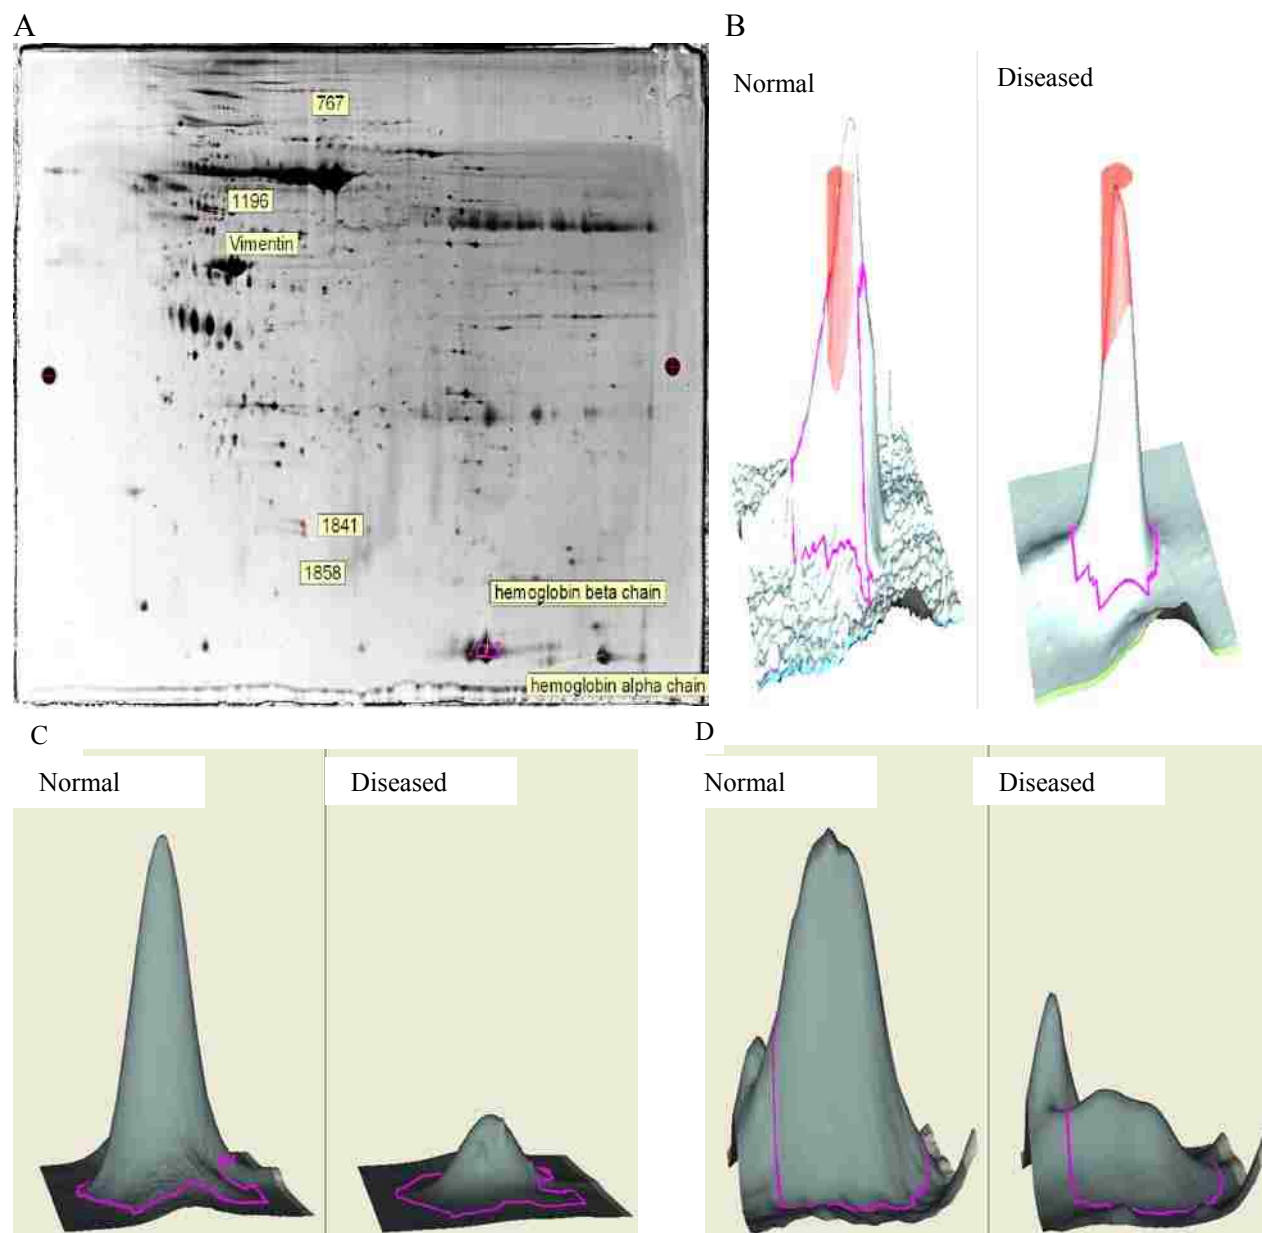 A
767
1196
Vimentin
1841
1858
hemoglobin beta chain
hemoglobin alpha chain
B
Normal
Diseased
C
Normal
Diseased
D
Normal
Diseased